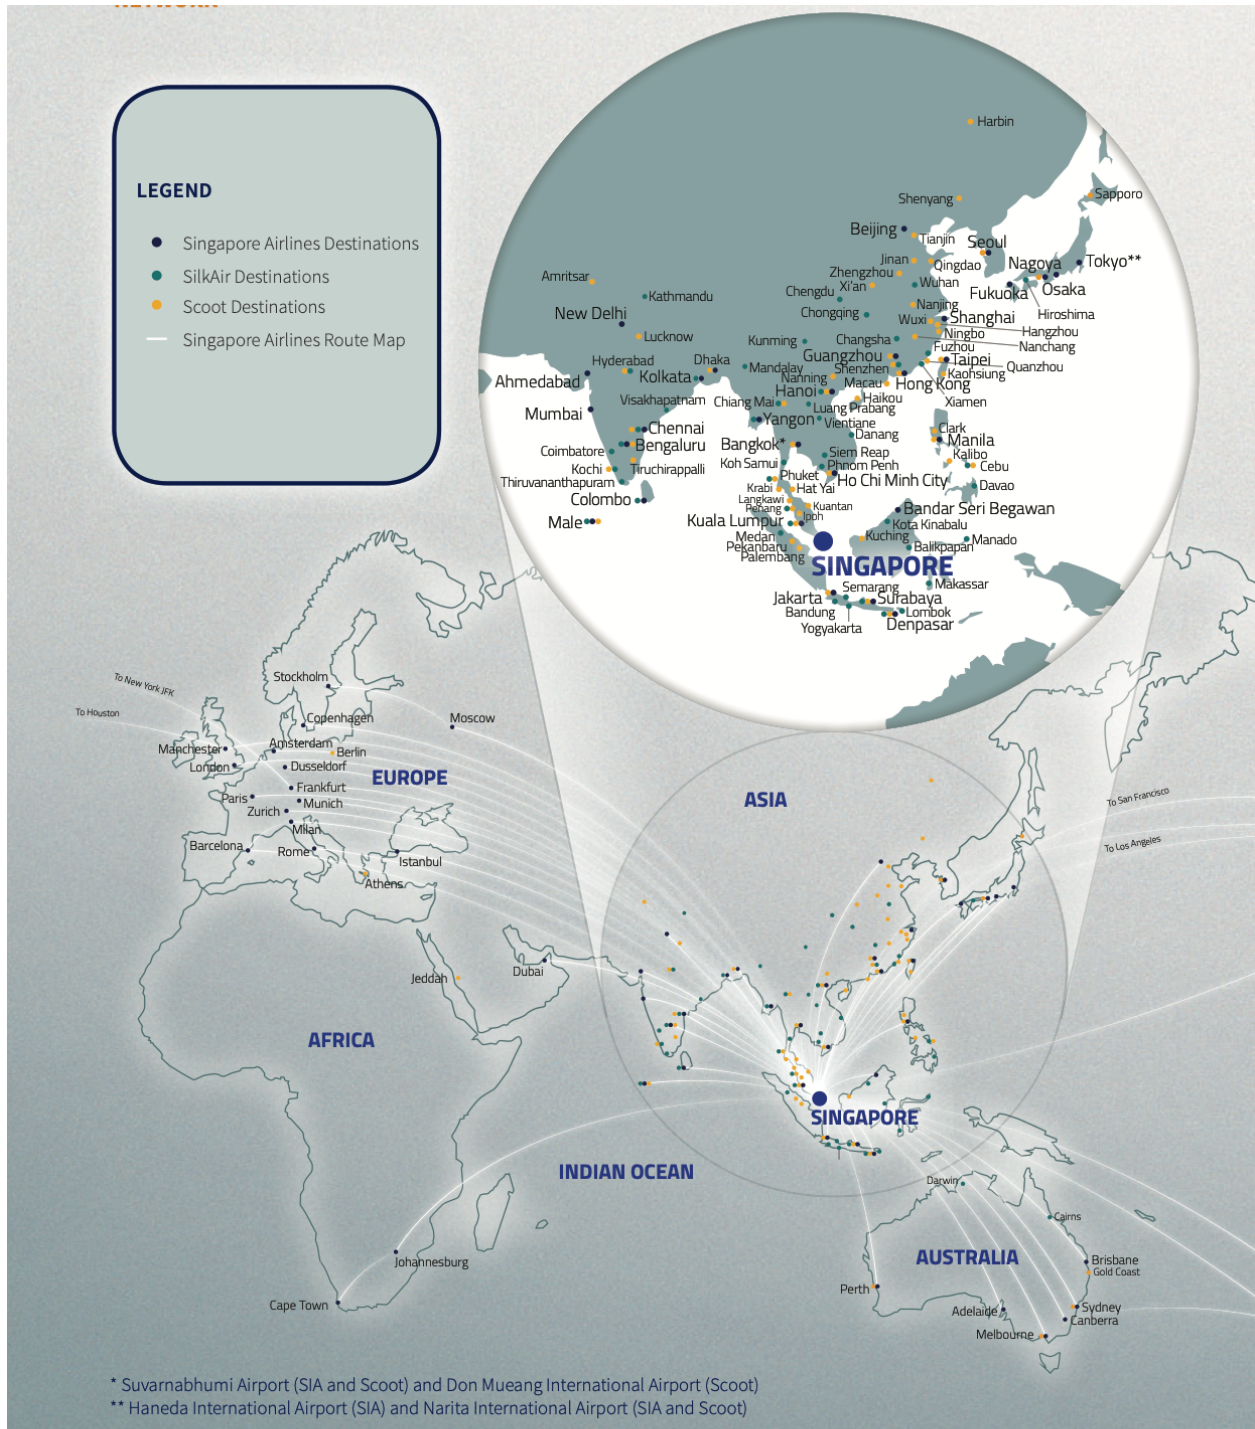 NETWORK
LEGEND
Singapore Airlines Destinations
SilkAir Destinations
Scoot Destinations
Singapore Airlines Route Map
Harbin
Sapporo
Shenyang
Beijing
Tianjin
Seoul
Jinan
Qingdao
Nagoya
Tokyo**
Zhengzhou
Amritsar
Xi'an
Wuhan
Fukuoka
Osaka
Kathmandu
Chengdu
Nanjing
Hiroshima
New Delhi
Chongqing
Wuxi
Shanghai
Hangzhou
Lucknow
Kunming
Changsha
Ningbo
Nanchang
Fuzhou
Hyderabad
Dhaka
Guangzhou
Taipei
Quanzhou
Mandalay
Shenzhen
Kaohsiung
Ahmedabad
Kolkata
Nanning
Macau
Hong Kong
Hanoi
Haikou
Xiamen
Visakhapatnam
Chiang Mai
Luang Prabang
Mumbai
Yangon
Vientiane
Chennai
Danang
Clark
Manila
Bengaluru
Bangkok*
Coimbatore
Siem Reap
Kalibo
Koh Samui
Phnom Penh
Cebu
Kochi
Tiruchirappalli
Phuket
Ho Chi Minh City
Thiruvananthapuram
Krabi
Hat Yai
Davao
Colombo
Langkawi
Penang
Kuantan
Ipoh
Bandar Seri Begawan
Male
Kuala Lumpur
Kota Kinabalu
Medan
Kuching
Manado
Pekanbaru
Balikpapan
Palembang
SINGAPORE
Semarang
Makassar
Jakarta
Surabaya
Bandung
Lombok
Yogyakarta
Denpasar
Stockholm
To New York JFK
To Houston
Copenhagen
Moscow
Manchester
Amsterdam
Berlin
London
Dusseldorf
EUROPE
Frankfurt
Paris
Munich
Zurich
Milan
Barcelona
Rome
Istanbul
Athens
ASIA
To San Francisco
To Los Angeles
Jeddah
Dubai
AFRICA
SINGAPORE
INDIAN OCEAN
Darwin
Cairns
AUSTRALIA
Brisbane
Gold Coast
Johannesburg
Perth
Cape Town
Adelaide
Sydney
Canberra
Melbourne
* Suvarnabhumi Airport (SIA and Scoot) and Don Mueang International Airport (Scoot)
** Haneda International Airport (SIA) and Narita International Airport (SIA and Scoot)